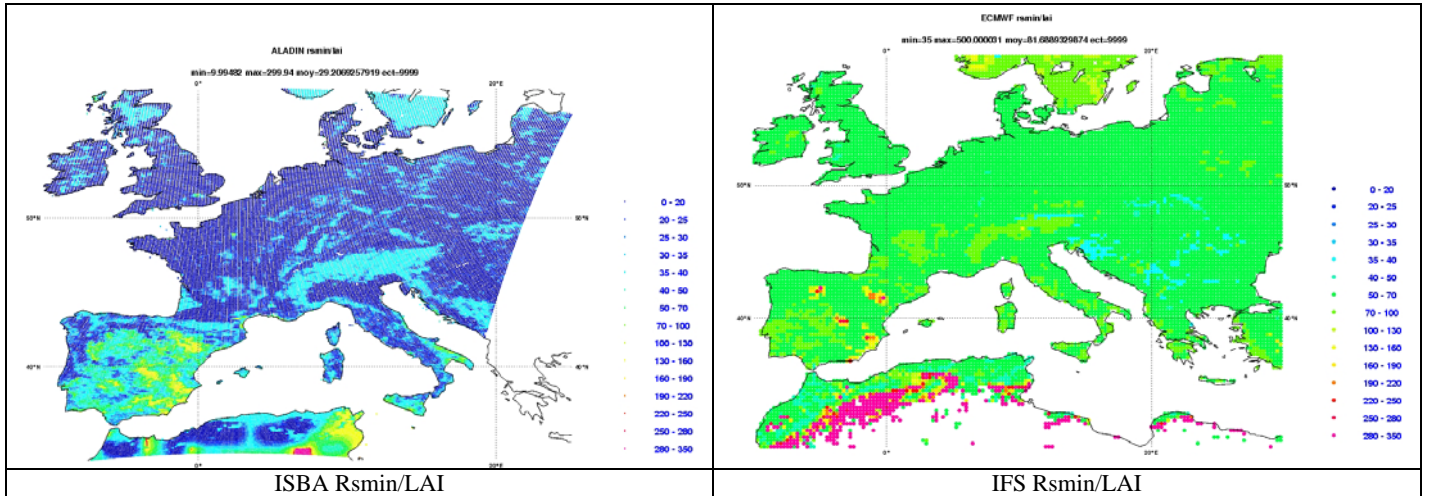 ALADIN rsmin/lai
min=9.99482 max=299.94 moy=29.2069257919 ect=9999
0°
20°E
50°N
50°N
40°N
40°N
0°
20°E
0 - 20
20 - 25
25 - 30
30 - 35
35 - 40
40 - 50
50 - 70
70 - 100
100 - 130
130 - 160
160 - 190
190 - 220
220 - 250
250 - 280
280 - 350
ISBA Rsmin/LAI
ECMWF rsmin/lai
min=35 max=500.000031 moy=81.6889329874 ect=9999
0°
20°E
50°N
50°N
40°N
40°N
0°
20°E
0 - 20
20 - 25
25 - 30
30 - 35
35 - 40
40 - 50
50 - 70
70 - 100
100 - 130
130 - 160
160 - 190
190 - 220
220 - 250
250 - 280
280 - 350
IFS Rsmin/LAI